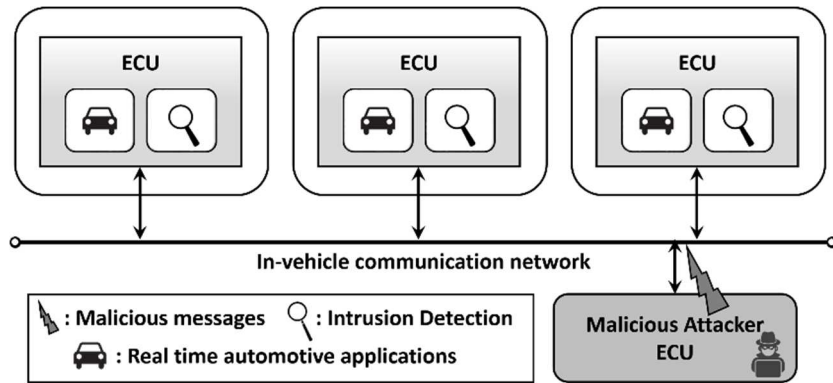 ECU
ECU
ECU
In-vehicle communication network
: Malicious messages
: Intrusion Detection
: Real time automotive applications
Malicious Attacker
ECU